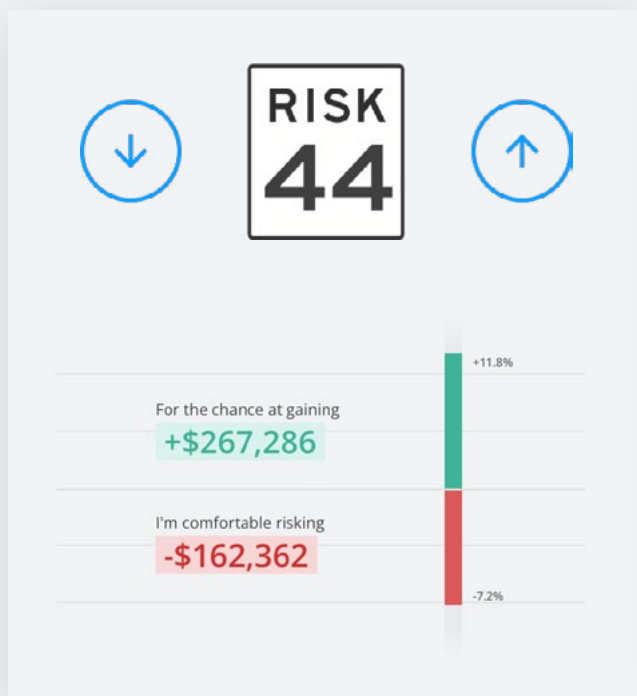 RISK
44
+11.8%
For the chance at gaining
+$267,286
I'm comfortable risking
-$162,362
-7.2%